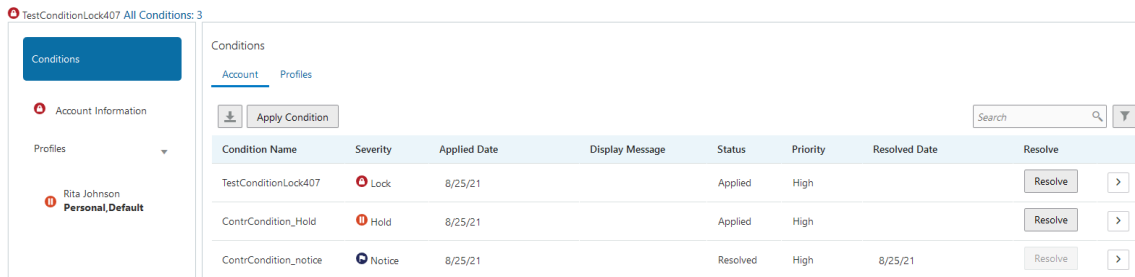 TestConditionLock407 All Conditions: 3
Conditions
Account Information
Profiles
Rita Johnson
Personal,Default
Conditions
Account Profiles
Apply Condition Search
Condition Name Severity Applied Date Display Message Status Priority Resolved Date Resolve
TestConditionLock407 Lock 8/25/21 Applied High Resolve
ContrCondition_Hold Hold 8/25/21 Applied High Resolve
ContrCondition_notice Notice 8/25/21 Resolved High 8/25/21 Resolve